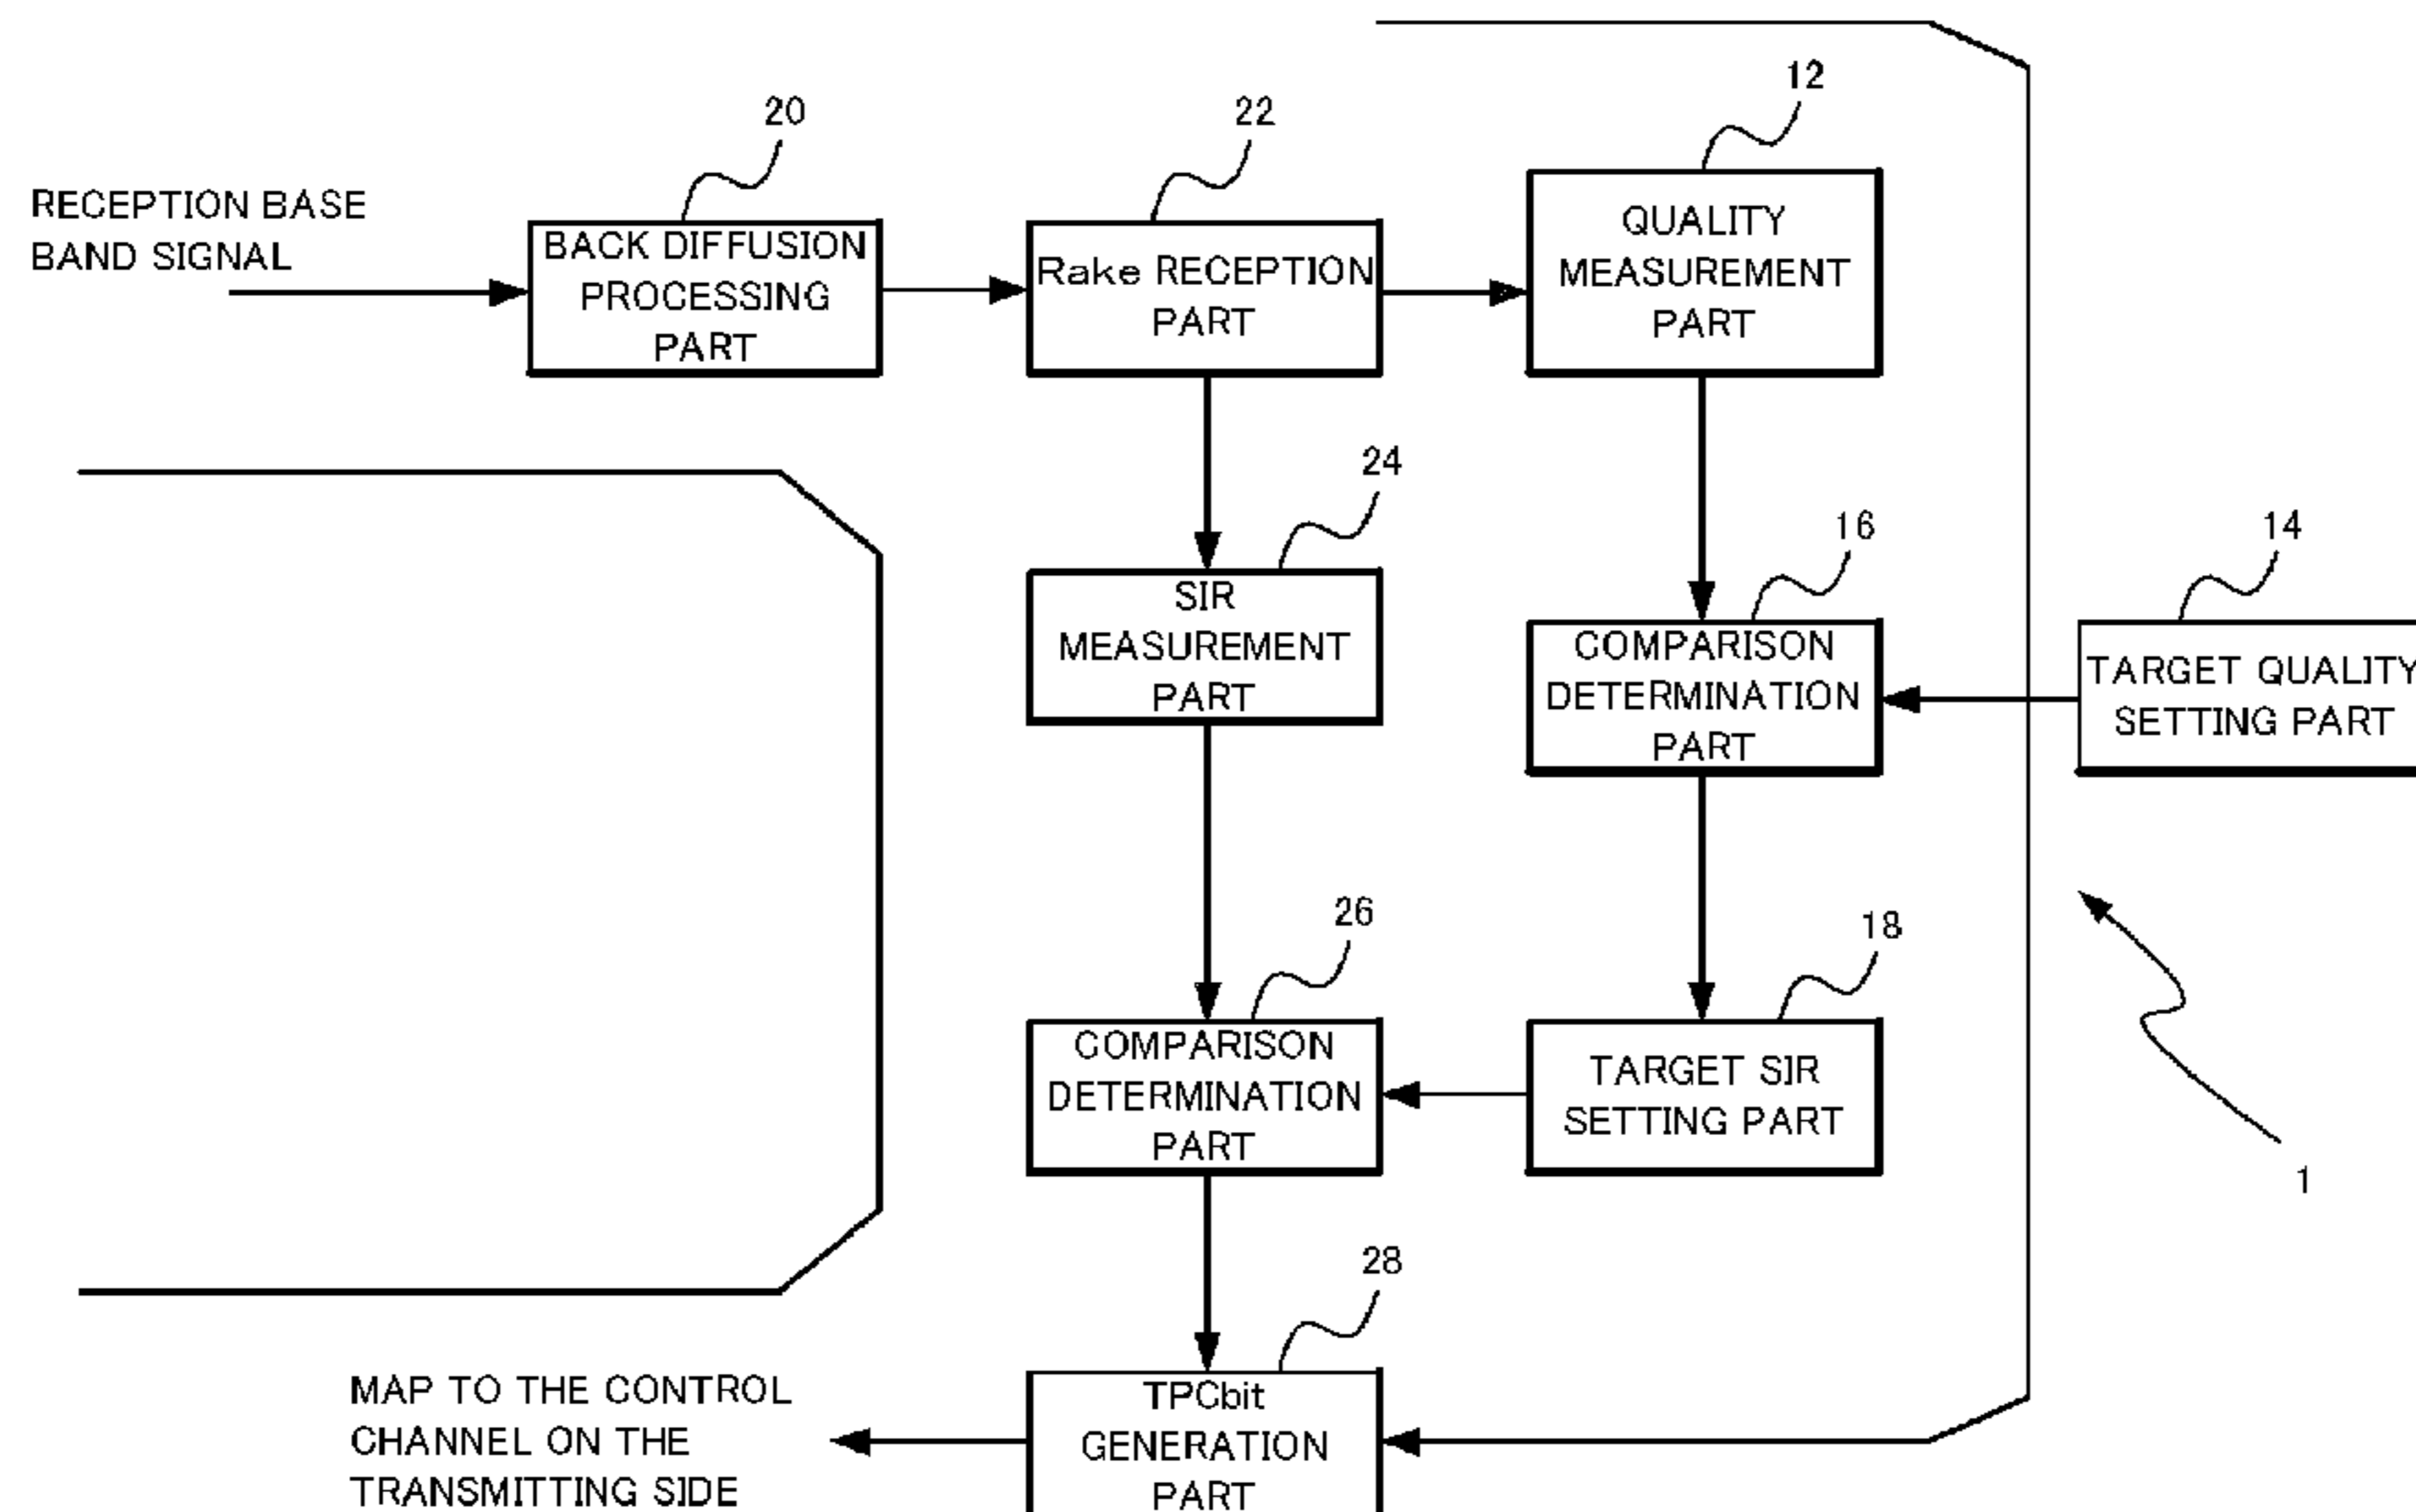 20
22
12
RECEPTION BASE
BAND SIGNAL
BACK DIFFUSION
PROCESSING
PART
Rake RECEPTION
PART
QUALITY
MEASUREMENT
PART
24
16
14
SIR
MEASUREMENT
PART
COMPARISON
DETERMINATION
PART
TARGET QUALITY
SETTING PART
26
18
COMPARISON
DETERMINATION
PART
TARGET SIR
SETTING PART
1
28
MAP TO THE CONTROL
CHANNEL ON THE
TRANSMITTING SIDE
TPCbit
GENERATION
PART